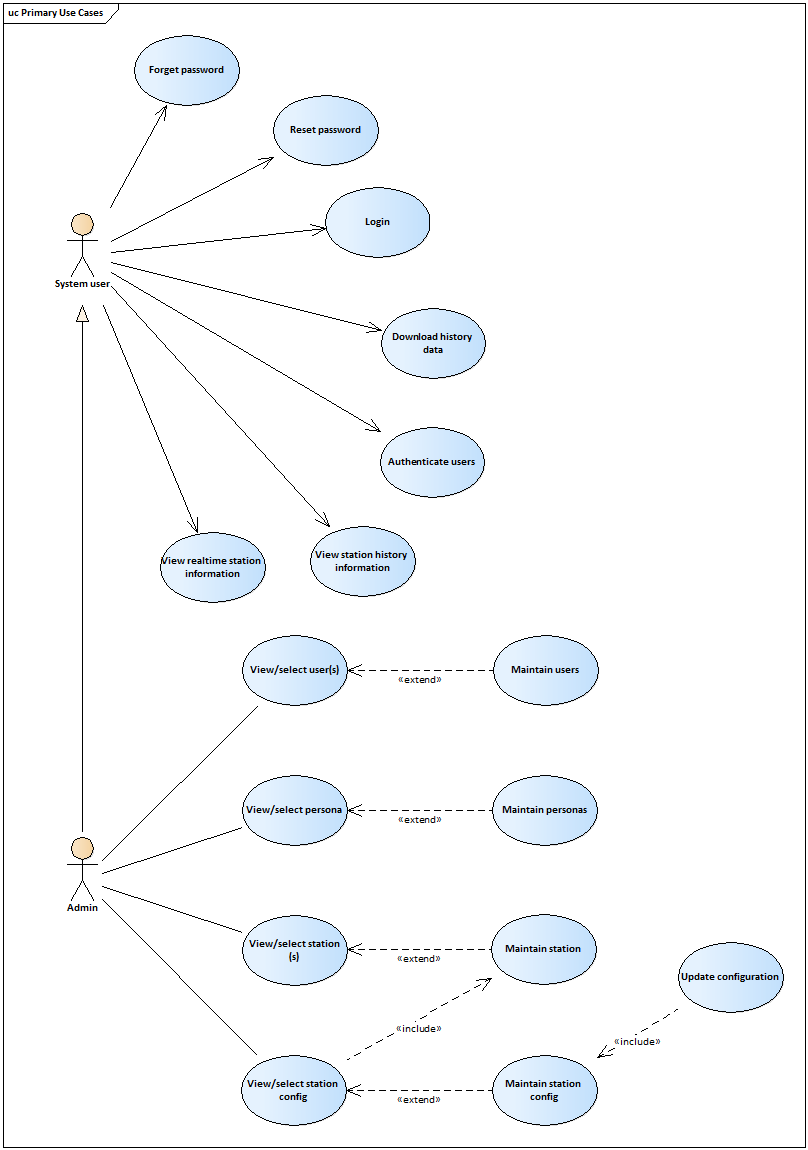 uc Primary Use Cases
Forget password
Reset password
Login
System user
Download history
data
Authenticate users
View realtime station
information
View station history
information
View/select user(s)
«extend»
Maintain users
View/select persona
«extend»
Maintain personas
Admin
View/select station
(s)
«extend»
Maintain station
Update configuration
«include»
«include»
View/select station
config
«extend»
Maintain station
config